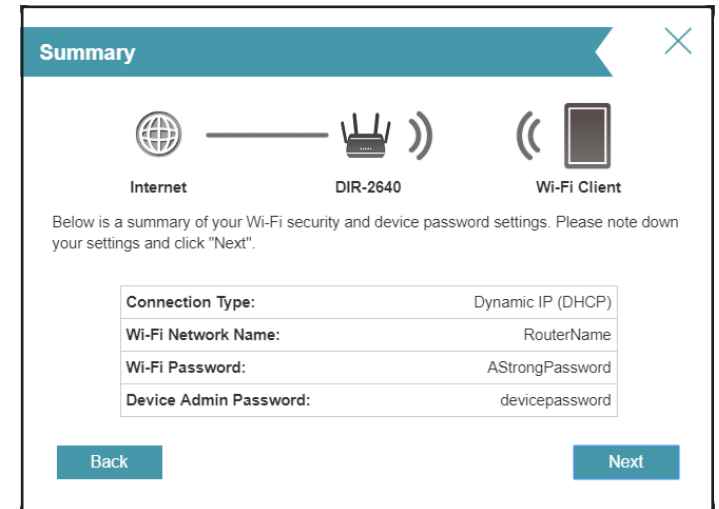 Summary
Internet
DIR-2640
Wi-Fi Client
Below is a summary of your Wi-Fi security and device password settings. Please note down
your settings and click "Next".
Connection Type: Dynamic IP (DHCP)
Wi-Fi Network Name: RouterName
Wi-Fi Password: AStrongPassword
Device Admin Password: devicepassword
Back
Next